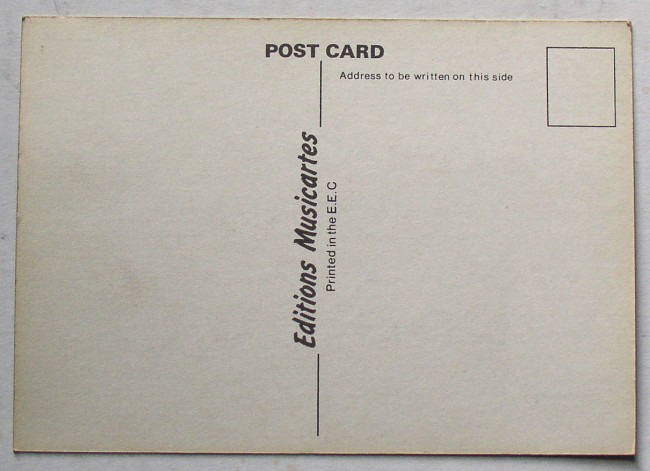 POST CARD
Address to be written on this side
Editions Musicartes
Printed in the E.E.C